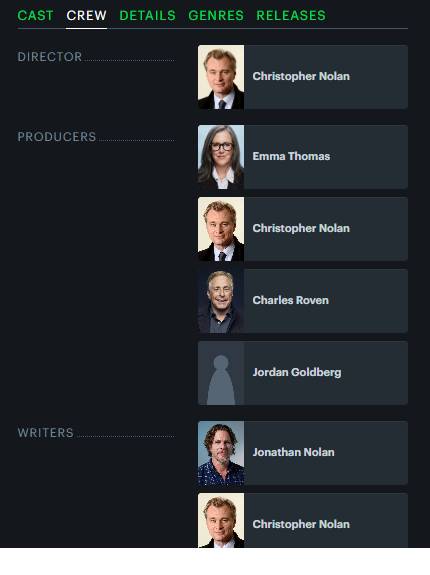 CAST CREW DETAILS GENRES RELEASES
DIRECTOR
Christopher Nolan
PRODUCERS
Emma Thomas
Christopher Nolan
Charles Roven
Jordan Goldberg
WRITERS
Jonathan Nolan
Christopher Nolan